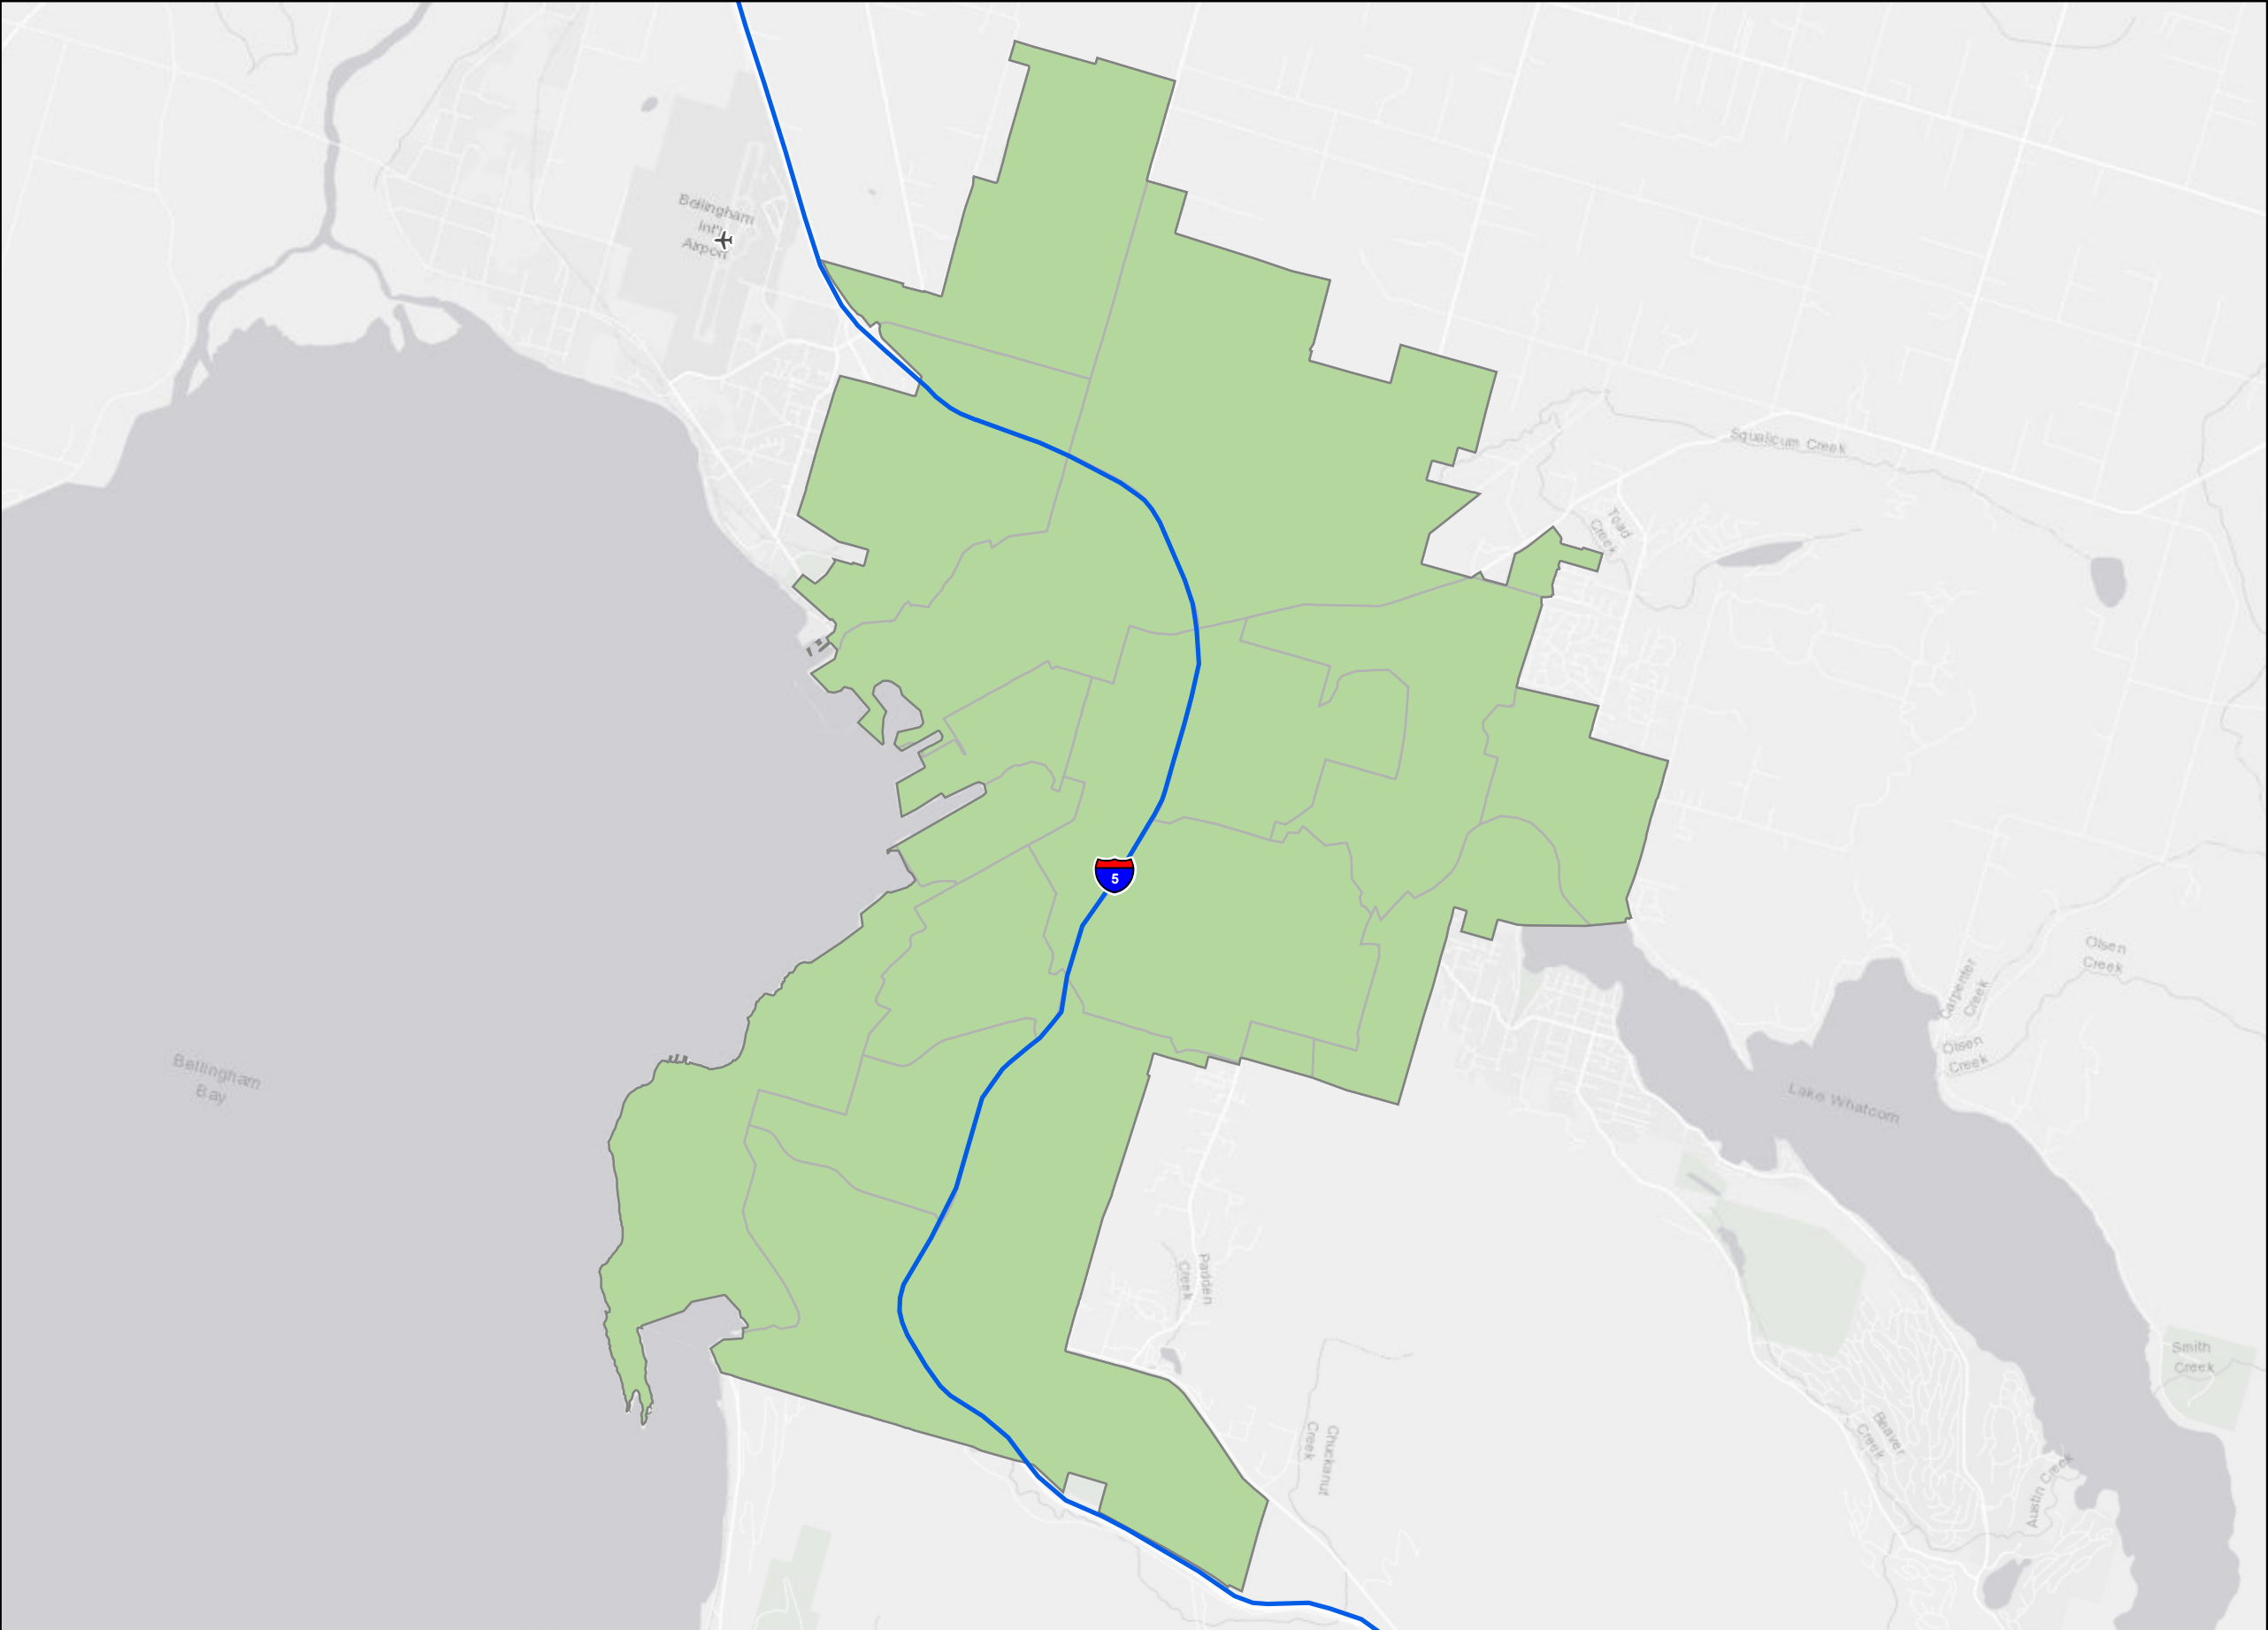 Bellingham
Int'l
Airport
Squalicum Creek
Toad
Creek
5
Olsen
Creek
Carpenter
Creek
Olsen
Creek
Bellingham
Bay
Lake Whatcom
Padden
Creek
Smith
Creek
Beaver
Creek
Chuckanut
Creek
Austin Creek